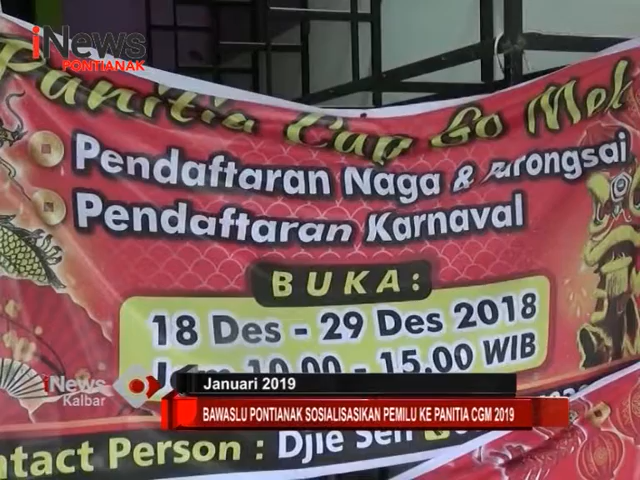 iNews
PONTIANAK
Panitia Cap Go Meh
Pendaftaran Naga & Barongsai
Pendaftaran Karnaval
BUKA:
18 Des - 29 Des 2018
Jam 10.00 - 15.00 WIB
iNews
Kalbar
Januari 2019
BAWASLU PONTIANAK SOSIALISASIKAN PEMILU KE PANITIA CGM 2019
ntact Person : Djie Sen